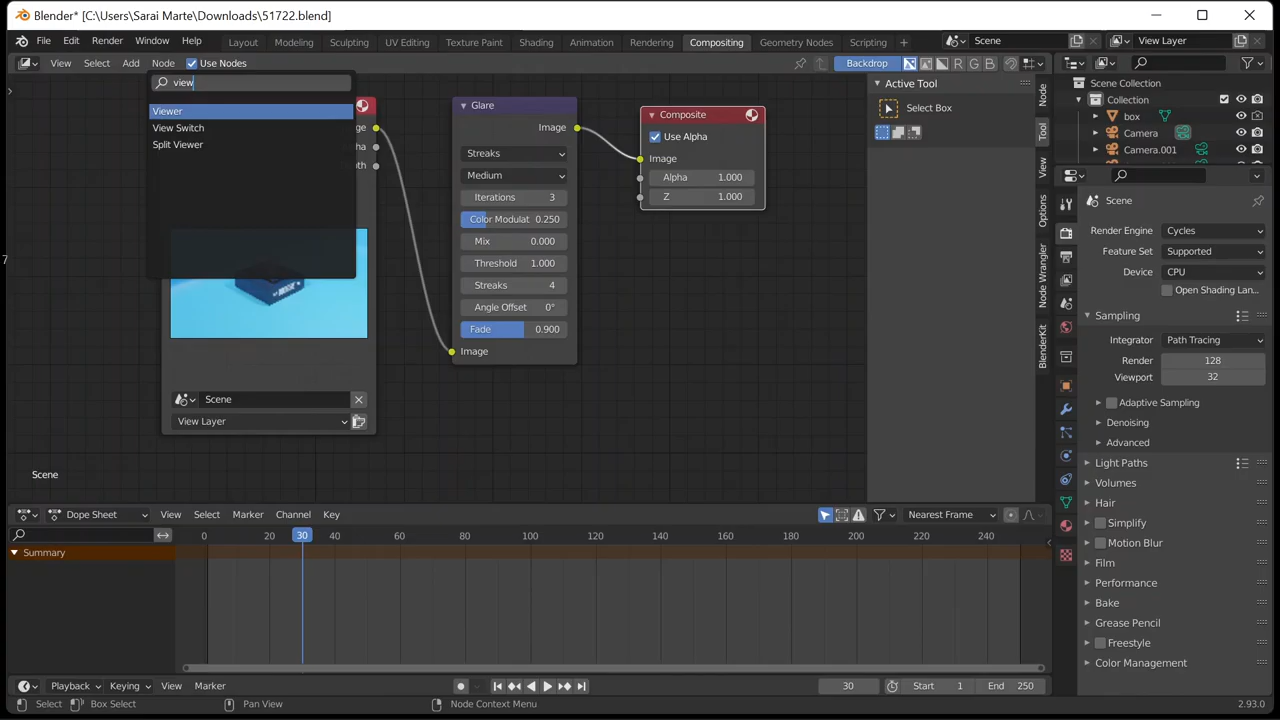 Blender* [C:\Users\Sarai Marte\Downloads\51722.blend]
File Edit Render Window Help Layout Modeling Sculpting UV Editing Texture Paint Shading Animation Rendering Compositing Geometry Nodes Scripting + Scene View Layer
View Select Add Node Use Nodes Backdrop R G B
view
Viewer
View Switch
Split Viewer
Scene
View Layer
Glare
Image
Streaks
Medium
Iterations 3
Color Modulat 0.250
Mix 0.000
Threshold 1.000
Streaks 4
Angle Offset 0°
Fade 0.900
Image
Composite
Use Alpha
Image
Alpha 1.000
Z 1.000
Active Tool
Select Box
Node
Tool
View
Options
Node Wrangler
BlenderKit
Scene Collection
Collection
box
Camera
Camera.001
Scene
Render Engine Cycles
Feature Set Supported
Device CPU
Open Shading Lan...
Sampling
Integrator Path Tracing
Render 128
Viewport 32
Adaptive Sampling
Denoising
Advanced
Light Paths
Volumes
Hair
Simplify
Motion Blur
Film
Performance
Bake
Grease Pencil
Freestyle
Color Management
7
Scene
Dope Sheet View Select Marker Channel Key Nearest Frame
0 20 30 40 60 80 100 120 140 160 180 200 220 240
Summary
Playback Keying View Marker 30 Start 1 End 250
Select Box Select Pan View Node Context Menu 2.93.0